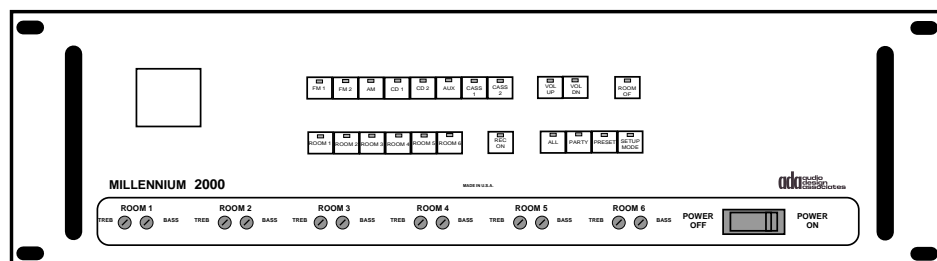 FM 1 FM 2 AM CD 1 CD 2 AUX CASS 1 CASS 2 VOL UP VOL DN ROOM OF
ROOM 1 ROOM 2 ROOM 3 ROOM 4 ROOM 5 ROOM 6 REC ON ALL PARTY PRESET SETUP MODE
MILLENNIUM 2000 MADE IN U.S.A. ada audio design associates
ROOM 1 ROOM 2 ROOM 3 ROOM 4 ROOM 5 ROOM 6
TREB BASS TREB BASS TREB BASS TREB BASS TREB BASS TREB BASS POWER OFF POWER ON